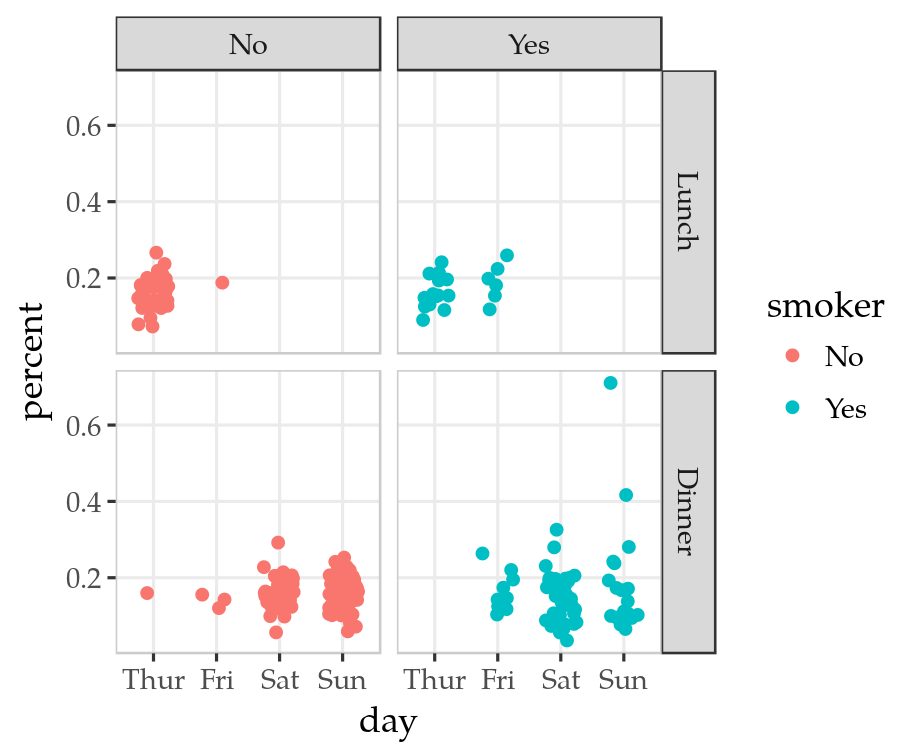 No
Yes
0.6
0.4
0.2
Lunch
0.6
0.4
0.2
Dinner
percent
Thur Fri Sat Sun
Thur Fri Sat Sun
day
smoker
No
Yes